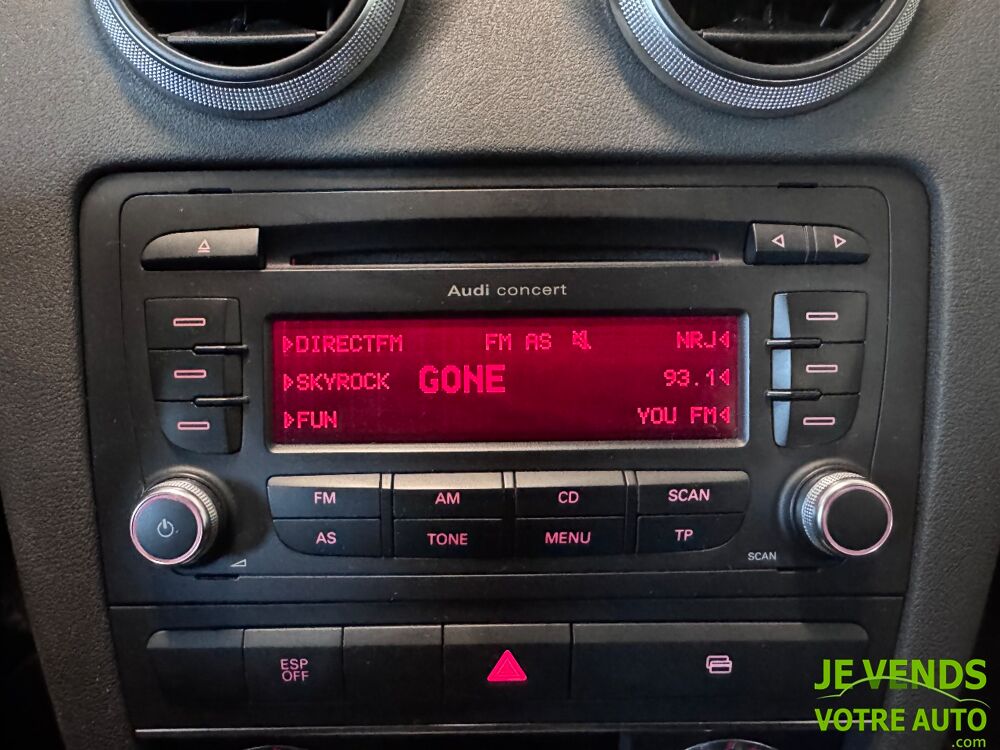 Audi concert
DIRECTFM FM AS NRJ
SKYROCK GONE 93.1
FUN YOU FM
FM AM CD SCAN
AS TONE MENU TP
SCAN
ESP
OFF
JE VENDS
VOTRE AUTO
.com